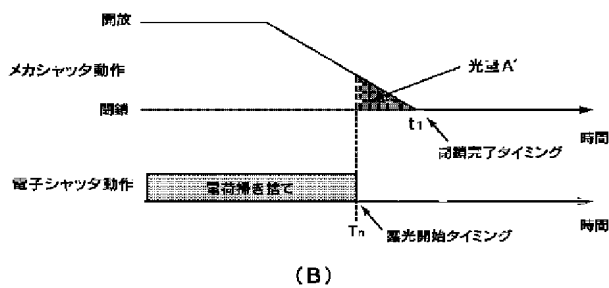 開放
メカシャッタ動作
光量A'
閉鎖
t1
時間
閉鎖完了タイミング
電子シャッタ動作
電荷掃き捨て
時間
Tn
露光開始タイミング
(B)